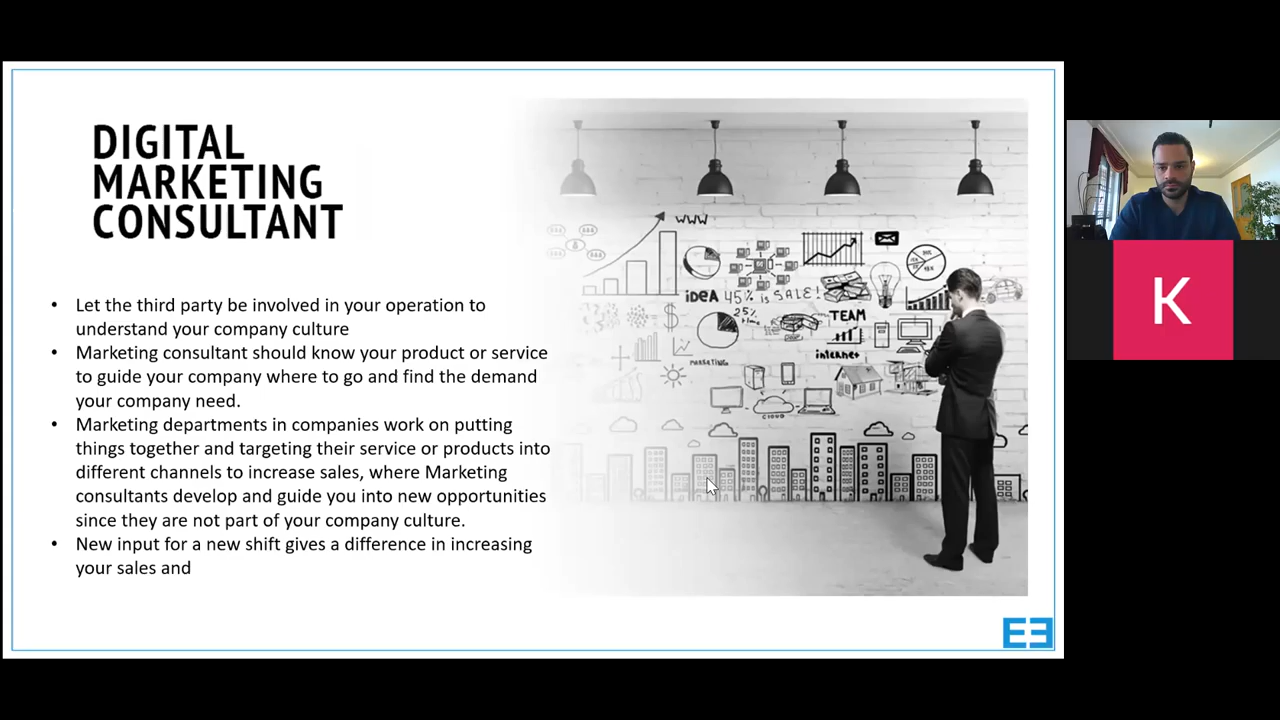 DIGITAL
MARKETING
CONSULTANT
• Let the third party be involved in your operation to
understand your company culture
• Marketing consultant should know your product or service
to guide your company where to go and find the demand
your company need.
• Marketing departments in companies work on putting
things together and targeting their service or products into
different channels to increase sales, where Marketing
consultants develop and guide you into new opportunities
since they are not part of your company culture.
• New input for a new shift gives a difference in increasing
your sales and
WWW
iDEA 45% is SALE!
25%
TEAM
internet
MARKETING
CLOUD
K